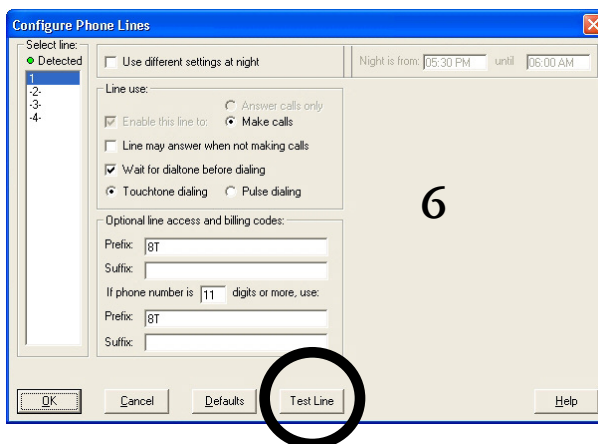 Configure Phone Lines
Select line:
Detected
1
-2-
-3-
-4-
Use different settings at night
Night is from: 05:30 PM until 06:00 AM
Line use:
Answer calls only
Enable this line to: Make calls
Line may answer when not making calls
Wait for dialtone before dialing
Touchtone dialing Pulse dialing
6
Optional line access and billing codes:
Prefix: 8T
Suffix:
If phone number is 11 digits or more, use:
Prefix: 8T
Suffix:
OK Cancel Defaults Test Line Help